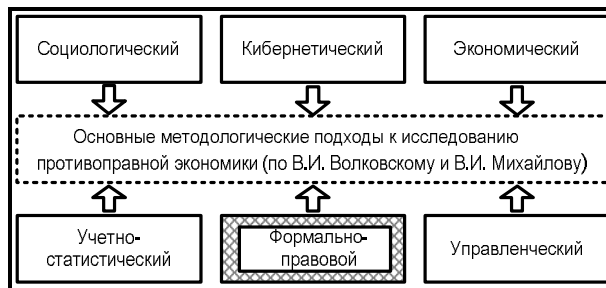 Социологический
Кибернетический
Экономический
Основные методологические подходы к исследованию
противоправной экономики (по В.И. Волковскому и В.И. Михайлову)
Учетно-
статистический
Формально-
правовой
Управленческий